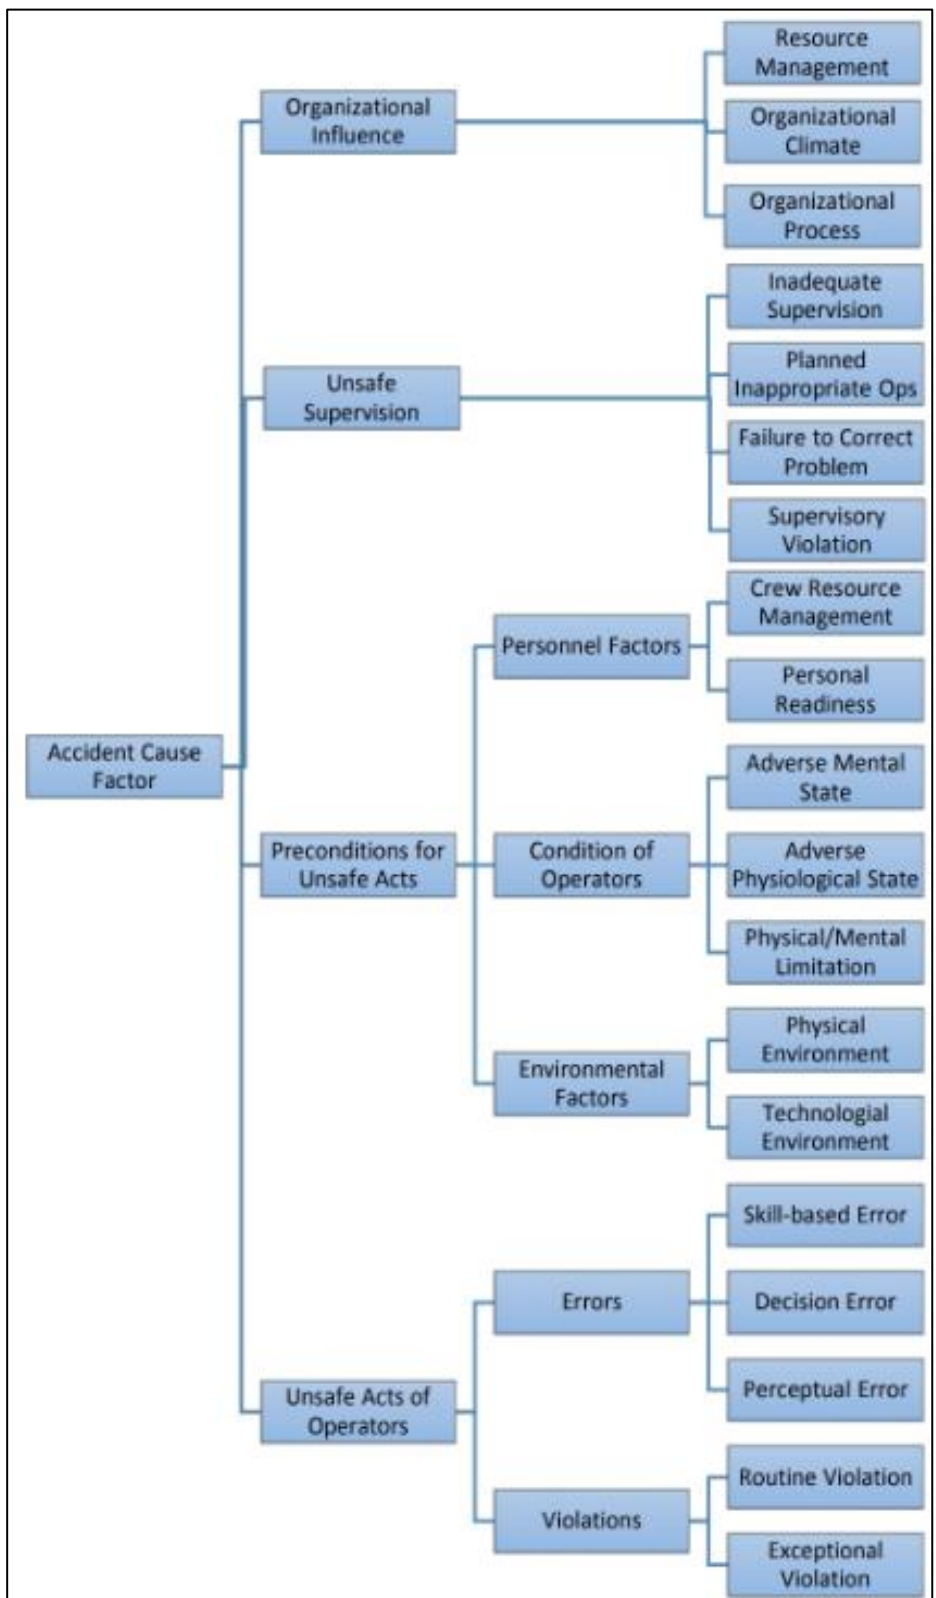 Resource
Management
Organizational
Influence
Organizational
Climate
Organizational
Process
Inadequate
Supervision
Unsafe
Supervision
Planned
Inappropriate Ops
Failure to Correct
Problem
Supervisory
Violation
Crew Resource
Management
Personnel Factors
Personal
Readiness
Accident Cause
Factor
Adverse Mental
State
Preconditions for
Unsafe Acts
Condition of
Operators
Adverse
Physiological State
Physical/Mental
Limitation
Physical
Environment
Environmental
Factors
Technologial
Environment
Skill-based Error
Errors
Decision Error
Perceptual Error
Unsafe Acts of
Operators
Routine Violation
Violations
Exceptional
Violation